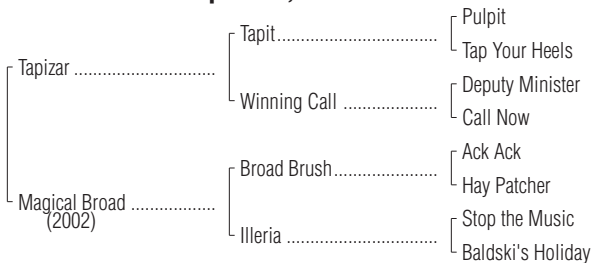 Pulpit
Tapit
Tap Your Heels
Tapizar
Deputy Minister
Winning Call
Call Now
Ack Ack
Broad Brush
Hay Patcher
Magical Broad
(2002)
Stop the Music
Illeria
Baldski's Holiday